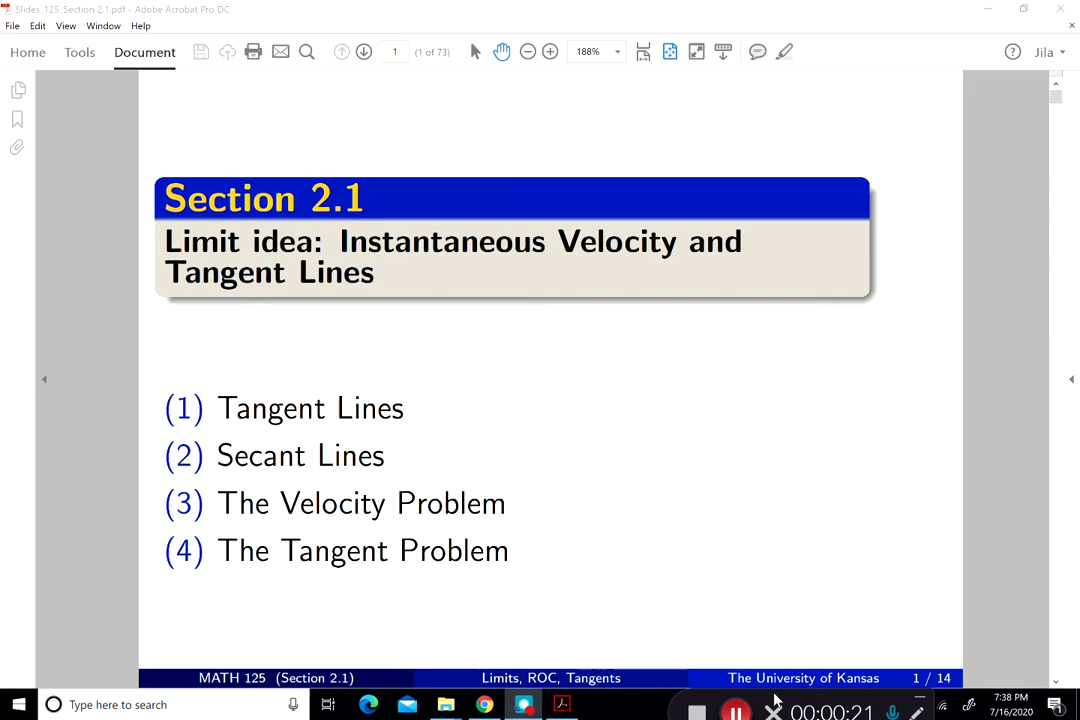 Slides_125_Section 2.1.pdf - Adobe Acrobat Pro DC
File Edit View Window Help
Home Tools Document 1 (1 of 73) 188% Jila
Section 2.1
Limit idea: Instantaneous Velocity and
Tangent Lines
(1) Tangent Lines
(2) Secant Lines
(3) The Velocity Problem
(4) The Tangent Problem
MATH 125 (Section 2.1) Limits, ROC, Tangents The University of Kansas 1 / 14
Type here to search 00:00:21 7:38 PM
7/16/2020